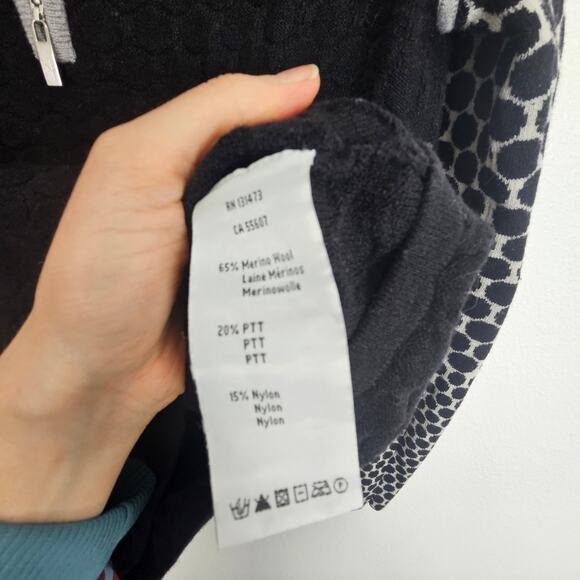 RN 131473
CA 55607
65% Merino Wool
Laine Mérinos
Merinowolle
20% PTT
PTT
PTT
15% Nylon
Nylon
Nylon